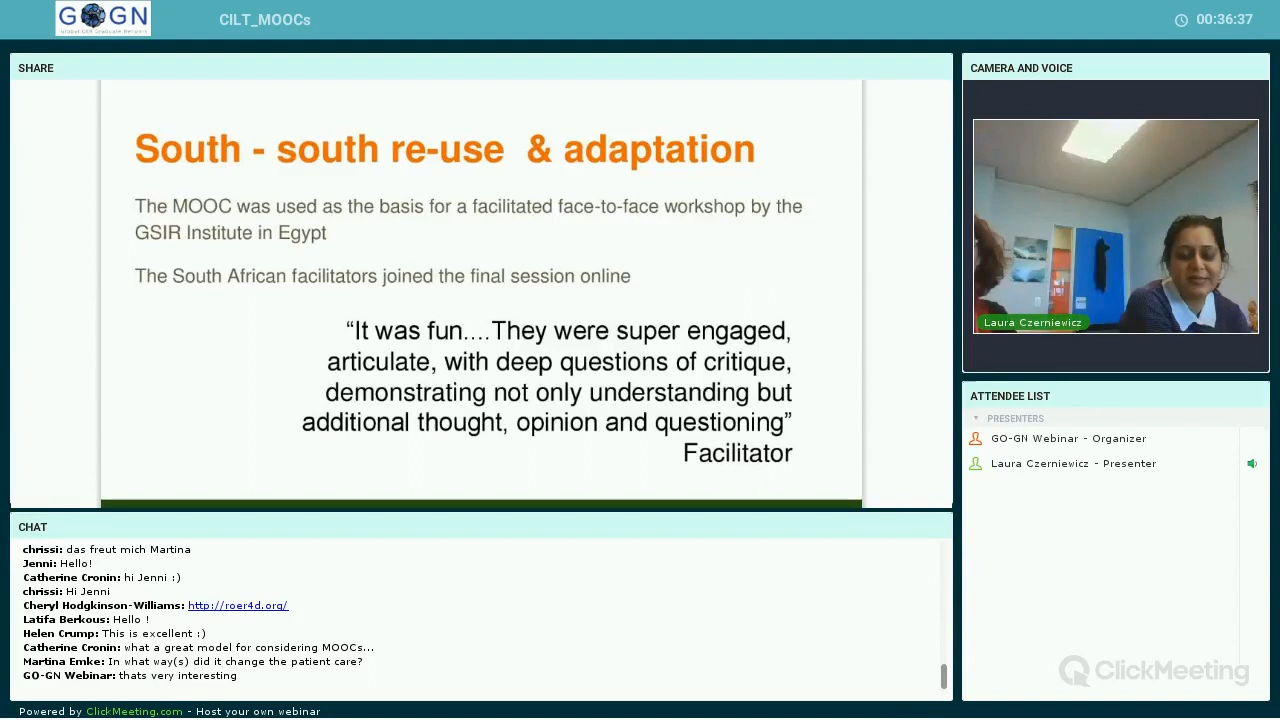 GOGN
Global OER Graduate Network
CILT_MOOCs
00:36:37
SHARE
South - south re-use & adaptation
The MOOC was used as the basis for a facilitated face-to-face workshop by the
GSIR Institute in Egypt
The South African facilitators joined the final session online
“It was fun....They were super engaged,
articulate, with deep questions of critique,
demonstrating not only understanding but
additional thought, opinion and questioning”
Facilitator
CAMERA AND VOICE
Laura Czerniewicz
ATTENDEE LIST
PRESENTERS
GO-GN Webinar - Organizer
Laura Czerniewicz - Presenter
CHAT
chrissi: das freut mich Martina
Jenni: Hello!
Catherine Cronin: hi Jenni :)
chrissi: Hi Jenni
Cheryl Hodgkinson-Williams: http://roer4d.org/
Latifa Berkous: Hello !
Helen Crump: This is excellent :)
Catherine Cronin: what a great model for considering MOOCs...
Martina Emke: In what way(s) did it change the patient care?
GO-GN Webinar: thats very interesting
ClickMeeting
Powered by ClickMeeting.com - Host your own webinar